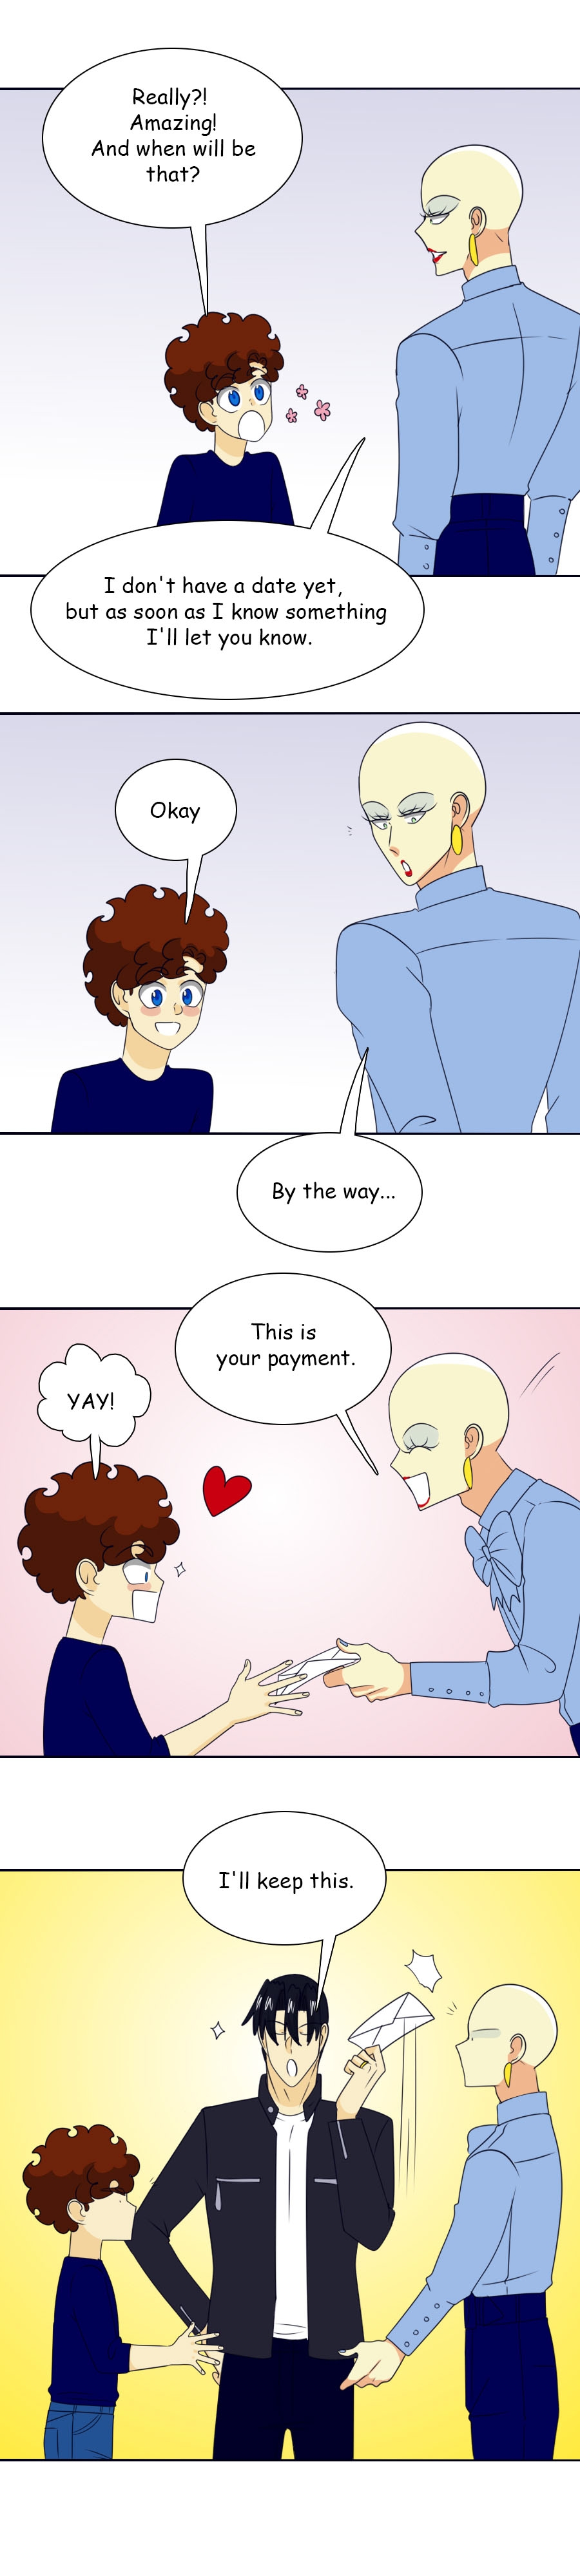 Really?!
Amazing!
And when will be
that?
I don't have a date yet,
but as soon as I know something
I'll let you know.
Okay
By the way...
This is
your payment.
YAY!
I'll keep this.